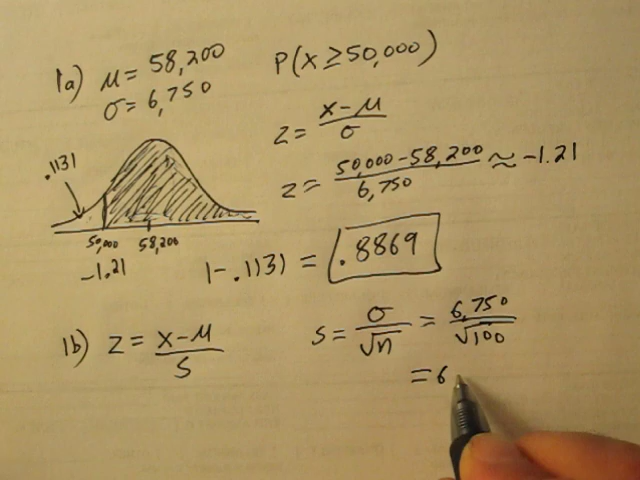 1a) μ = 58,200
σ = 6,750
P(X ≥ 50,000)
z = x-μ/σ
z = 50,000-58,200/6,750 ≈ -1.21
.1131
50,000 58,200
-1.21
1-.1131 = .8869
1b) z = x-μ/s
s = σ/√n = 6,750/√100
= 6